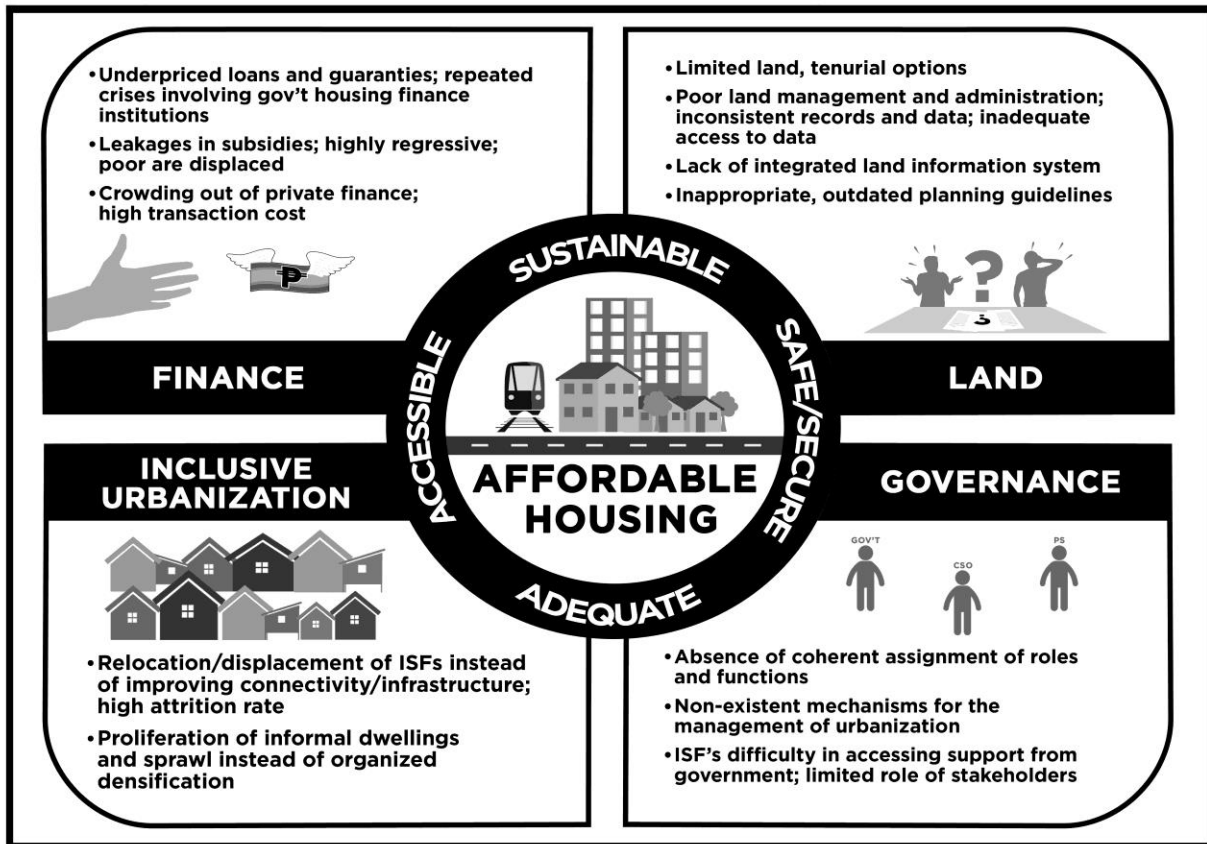 • Underpriced loans and guaranties; repeated
crises involving gov't housing finance
institutions
• Leakages in subsidies; highly regressive;
poor are displaced
• Crowding out of private finance;
high transaction cost
₱
FINANCE
• Limited land, tenurial options
• Poor land management and administration;
inconsistent records and data; inadequate
access to data
• Lack of integrated land information system
• Inappropriate, outdated planning guidelines
?
?
LAND
SUSTAINABLE
ACCESSIBLE
SAFE/SECURE
ADEQUATE
AFFORDABLE
HOUSING
INCLUSIVE
URBANIZATION
• Relocation/displacement of ISFs instead
of improving connectivity/infrastructure;
high attrition rate
• Proliferation of informal dwellings
and sprawl instead of organized
densification
GOVERNANCE
GOV'T
CSO
PS
• Absence of coherent assignment of roles
and functions
• Non-existent mechanisms for the
management of urbanization
• ISF's difficulty in accessing support from
government; limited role of stakeholders